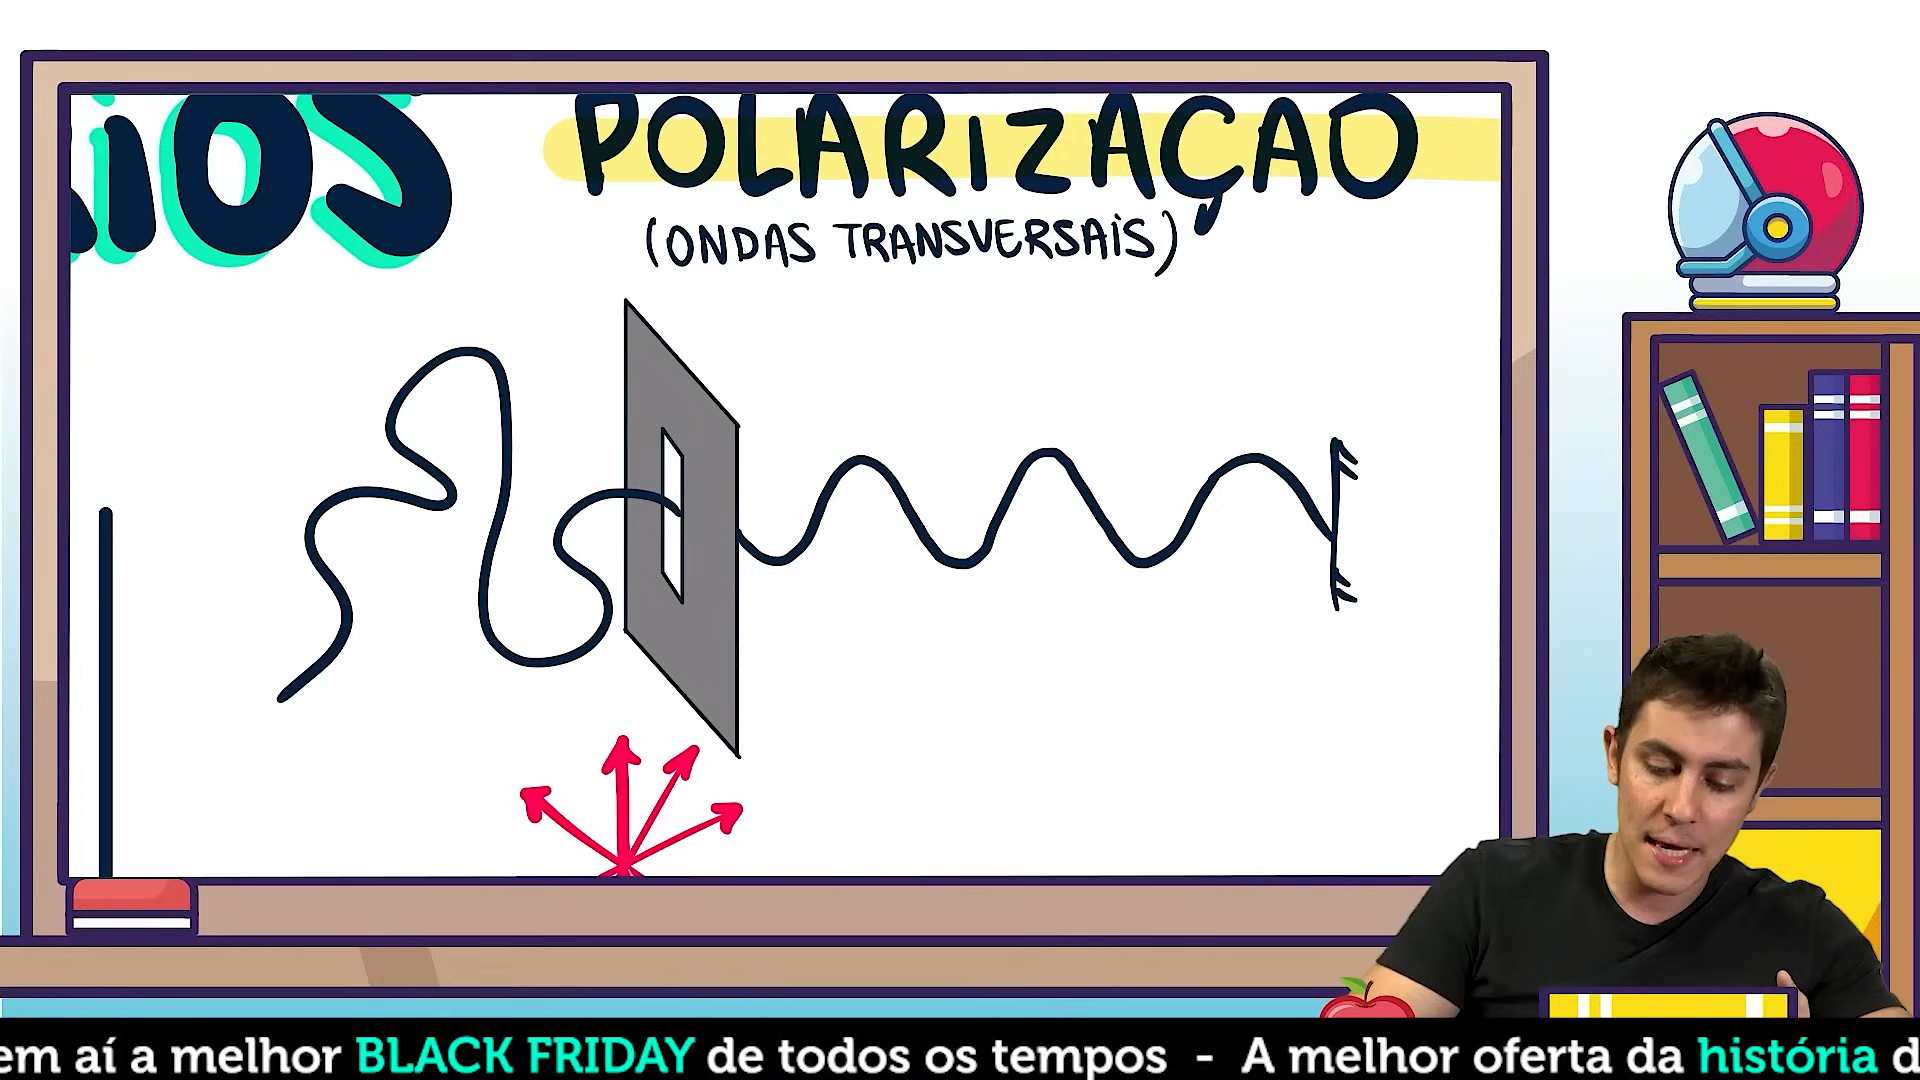 POLARIZAÇAO
(ONDAS TRANSVERSAIS)
em aí a melhor BLACK FRIDAY de todos os tempos - A melhor oferta da história d